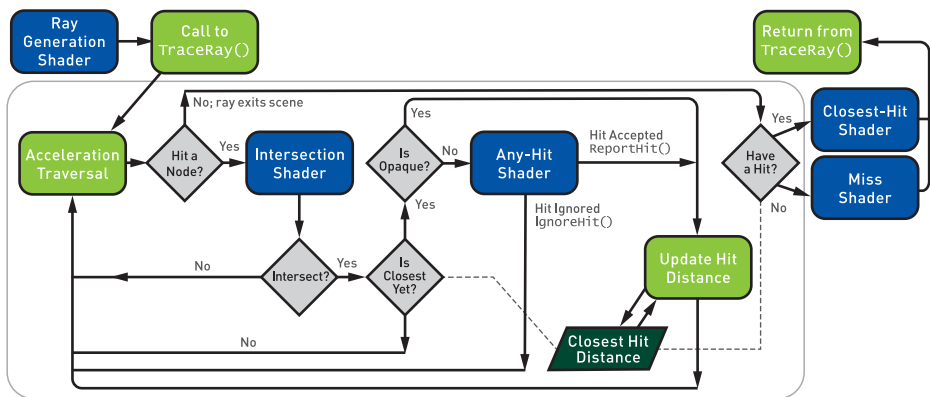 Ray
Generation
Shader
Call to
TraceRay()
Return from
TraceRay()
No; ray exits scene
Acceleration
Traversal
Hit a
Node?
Yes
Intersection
Shader
Yes
Is
Opaque?
No
Any-Hit
Shader
Hit Accepted
ReportHit()
Have
a Hit?
Yes
Closest-Hit
Shader
No
Miss
Shader
Yes
Hit Ignored
IgnoreHit()
No
Intersect?
Yes
Is
Closest
Yet?
Update Hit
Distance
No
Closest Hit
Distance